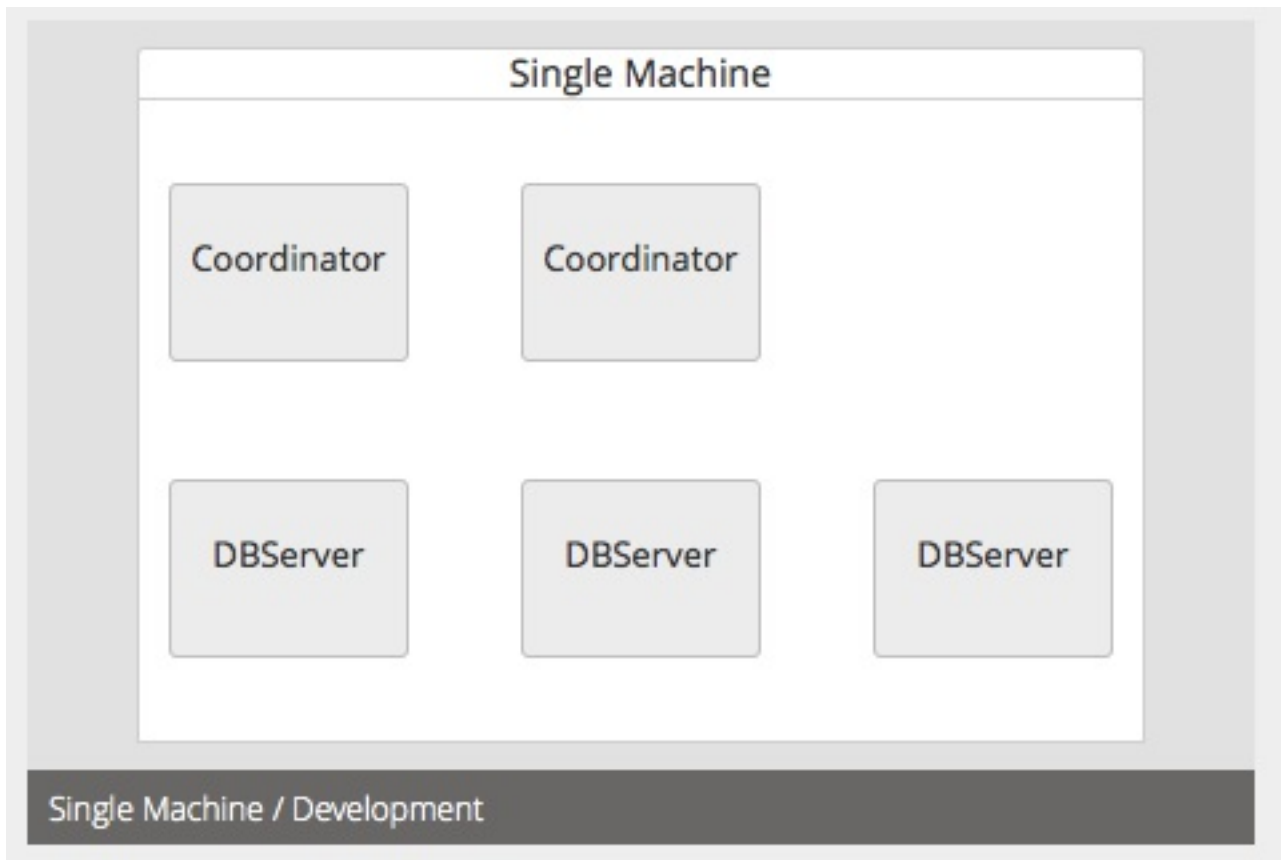 Single Machine
Coordinator Coordinator
DBServer DBServer DBServer
Single Machine / Development